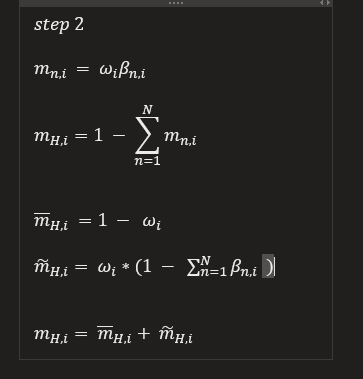 step 2
m_{n,i} = ω_i β_{n,i}
m_{H,i} = 1 − ∑_{n=1}^{N} m_{n,i}
m̅_{H,i} = 1 − ω_i
m̃_{H,i} = ω_i * (1 − ∑_{n=1}^{N} β_{n,i} )
m_{H,i} = m̅_{H,i} + m̃_{H,i}